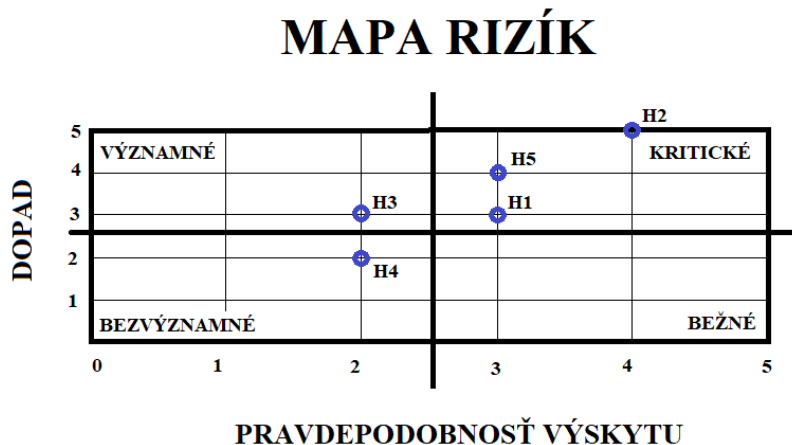 MAPA RIZÍK
5
H2
VÝZNAMNÉ
KRITICKÉ
4
H5
3
H3
H1
DOPAD
2
H4
1
BEZVÝZNAMNÉ
BEŽNÉ
0 1 2 3 4 5
PRAVDEPODOBNOSŤ VÝSKYTU